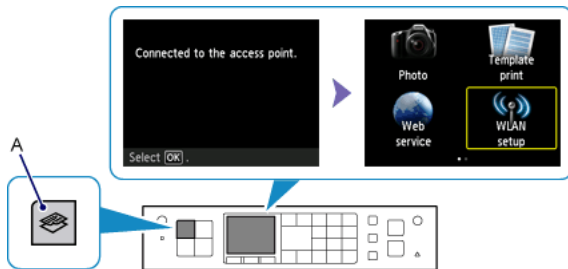 Connected to the access point.
Select OK .
Photo
Template
print
Web
service
WLAN
setup
A